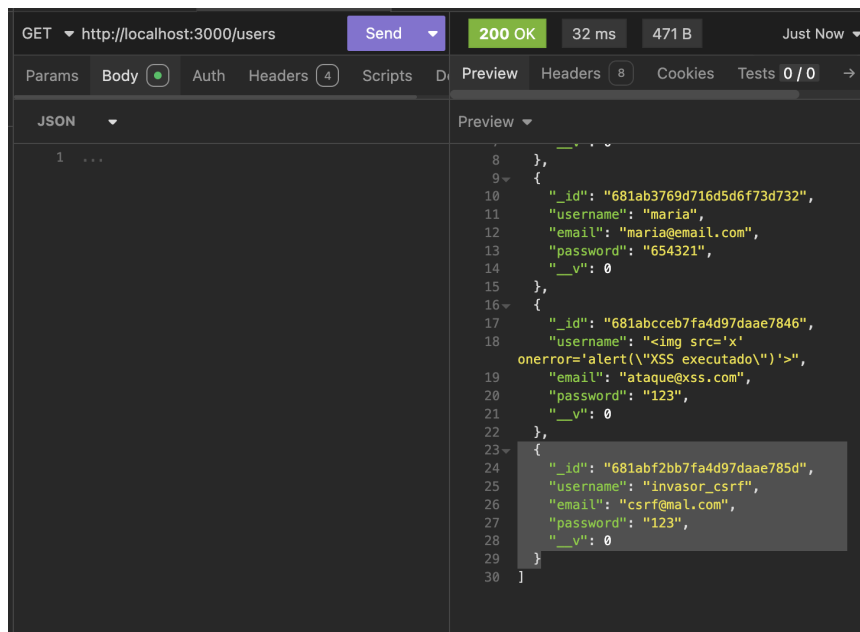 GET http://localhost:3000/users Send 200 OK 32 ms 471 B Just Now
Params Body Auth Headers 4 Scripts Preview Headers 8 Cookies Tests 0 / 0
JSON Preview
1 ...
8 },
9 {
10 "_id": "681ab3769d716d5d6f73d732",
11 "username": "maria",
12 "email": "maria@email.com",
13 "password": "654321",
14 "__v": 0
15 },
16 {
17 "_id": "681abcceb7fa4d97daae7846",
18 "username": "<img src='x'
onerror='alert(\"XSS executado\")'>",
19 "email": "ataque@xss.com",
20 "password": "123",
21 "__v": 0
22 },
23 {
24 "_id": "681abf2bb7fa4d97daae785d",
25 "username": "invasor_csrf",
26 "email": "csrf@mal.com",
27 "password": "123",
28 "__v": 0
29 }
30 ]